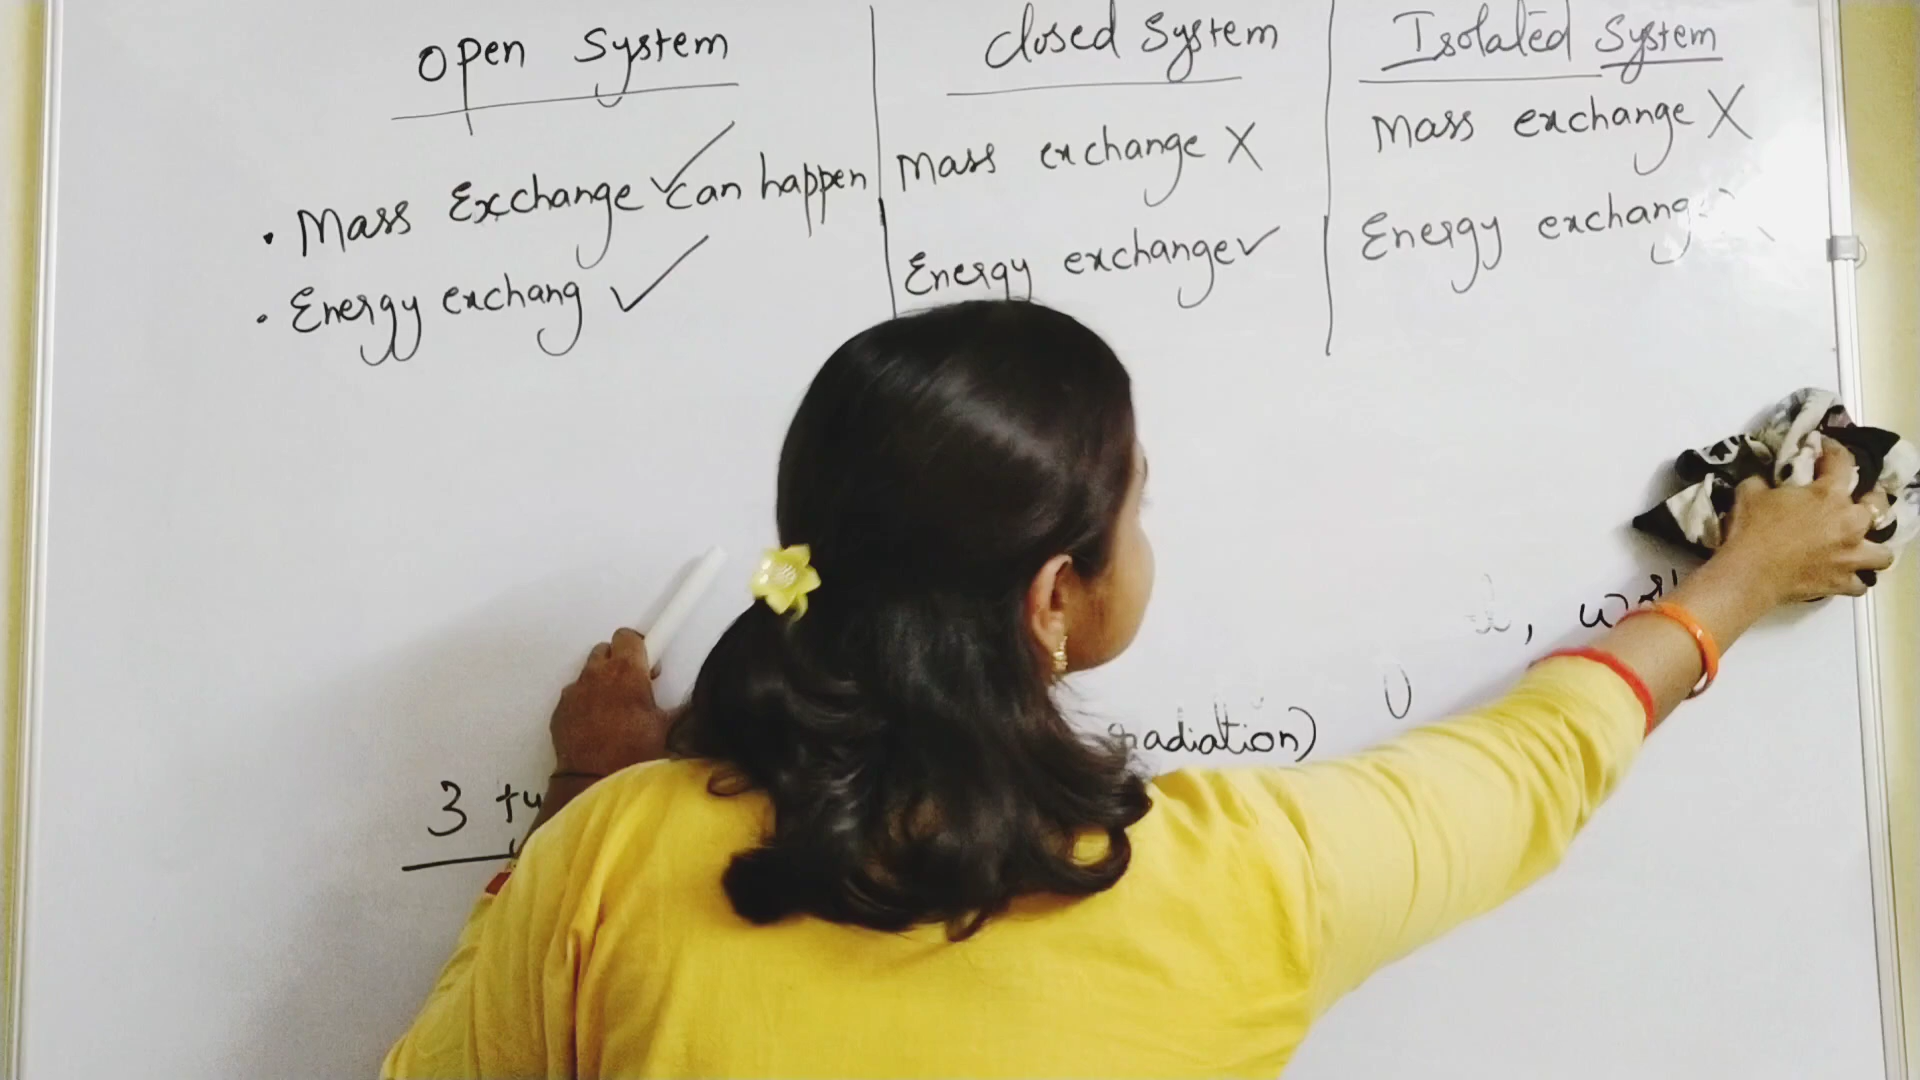 Open System
Mass Exchange ✓ can happen
Energy exchang ✓
Closed System
Mass exchange X
Energy exchange ✓
Isolated System
Mass exchange X
Energy exchang
radiation)
U
3